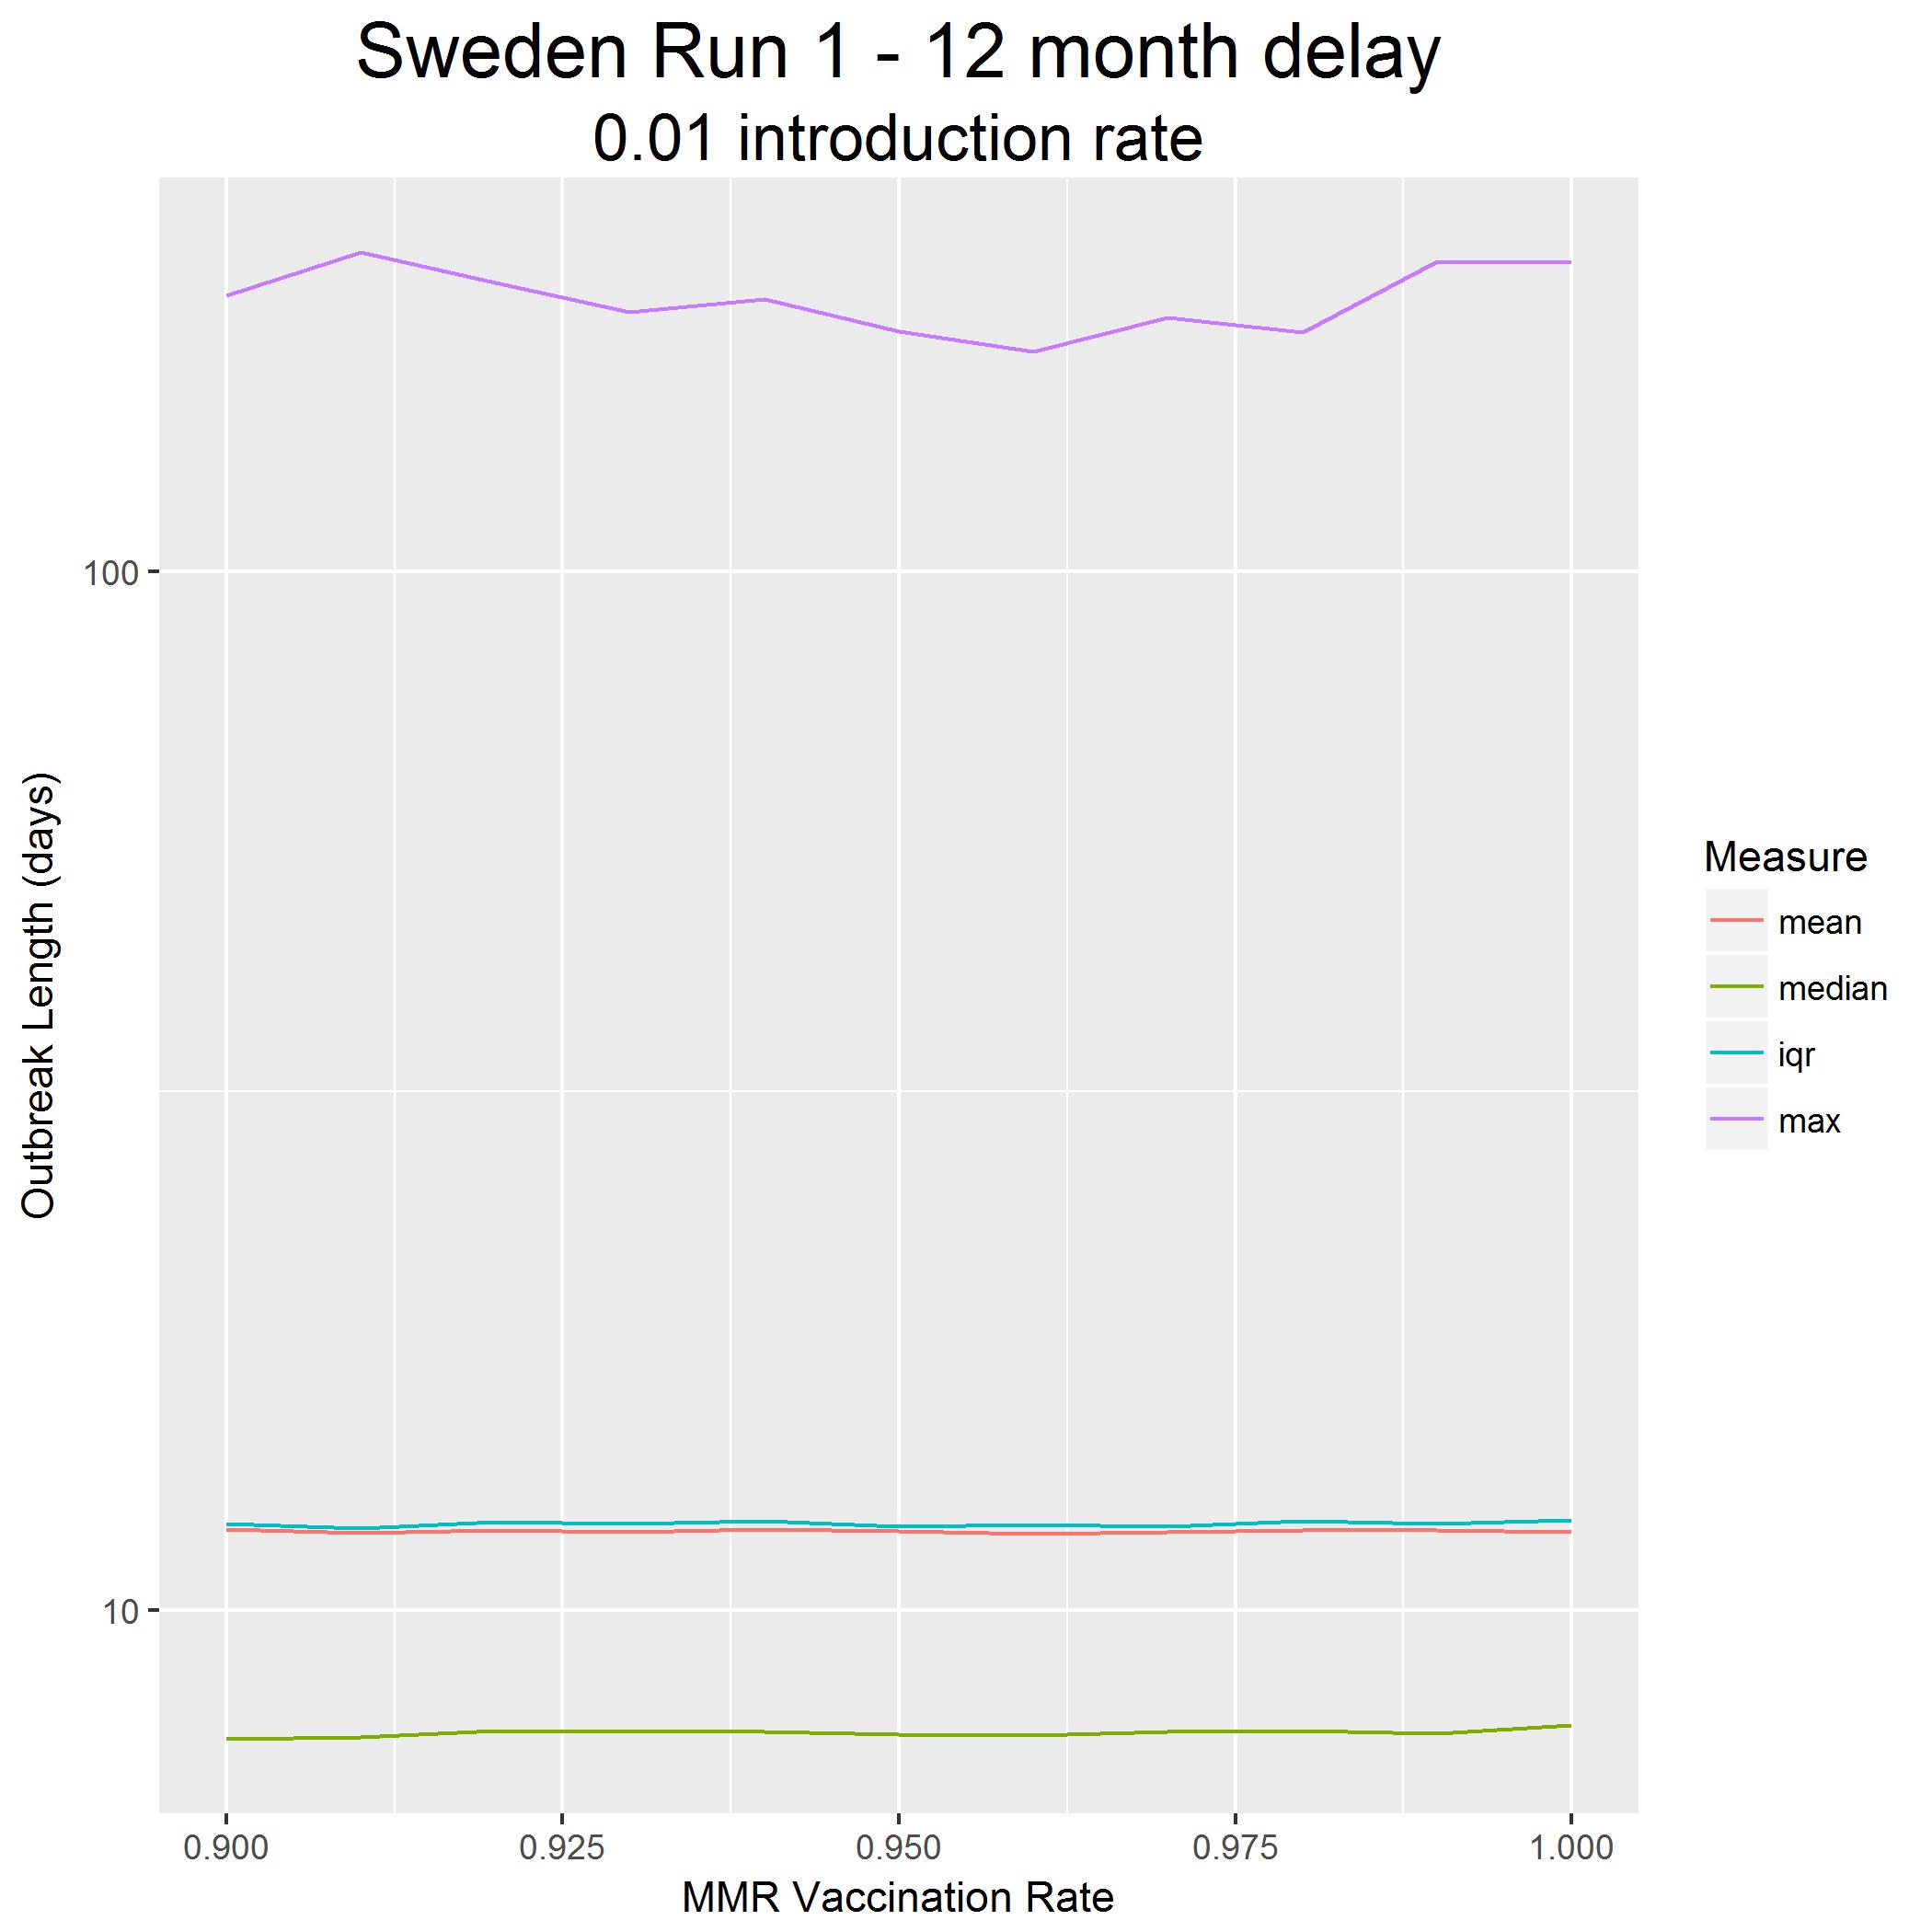 Sweden Run 1 - 12 month delay
0.01 introduction rate
Outbreak Length (days)
100
10
0.900 0.925 0.950 0.975 1.000
MMR Vaccination Rate
Measure
mean
median
iqr
max